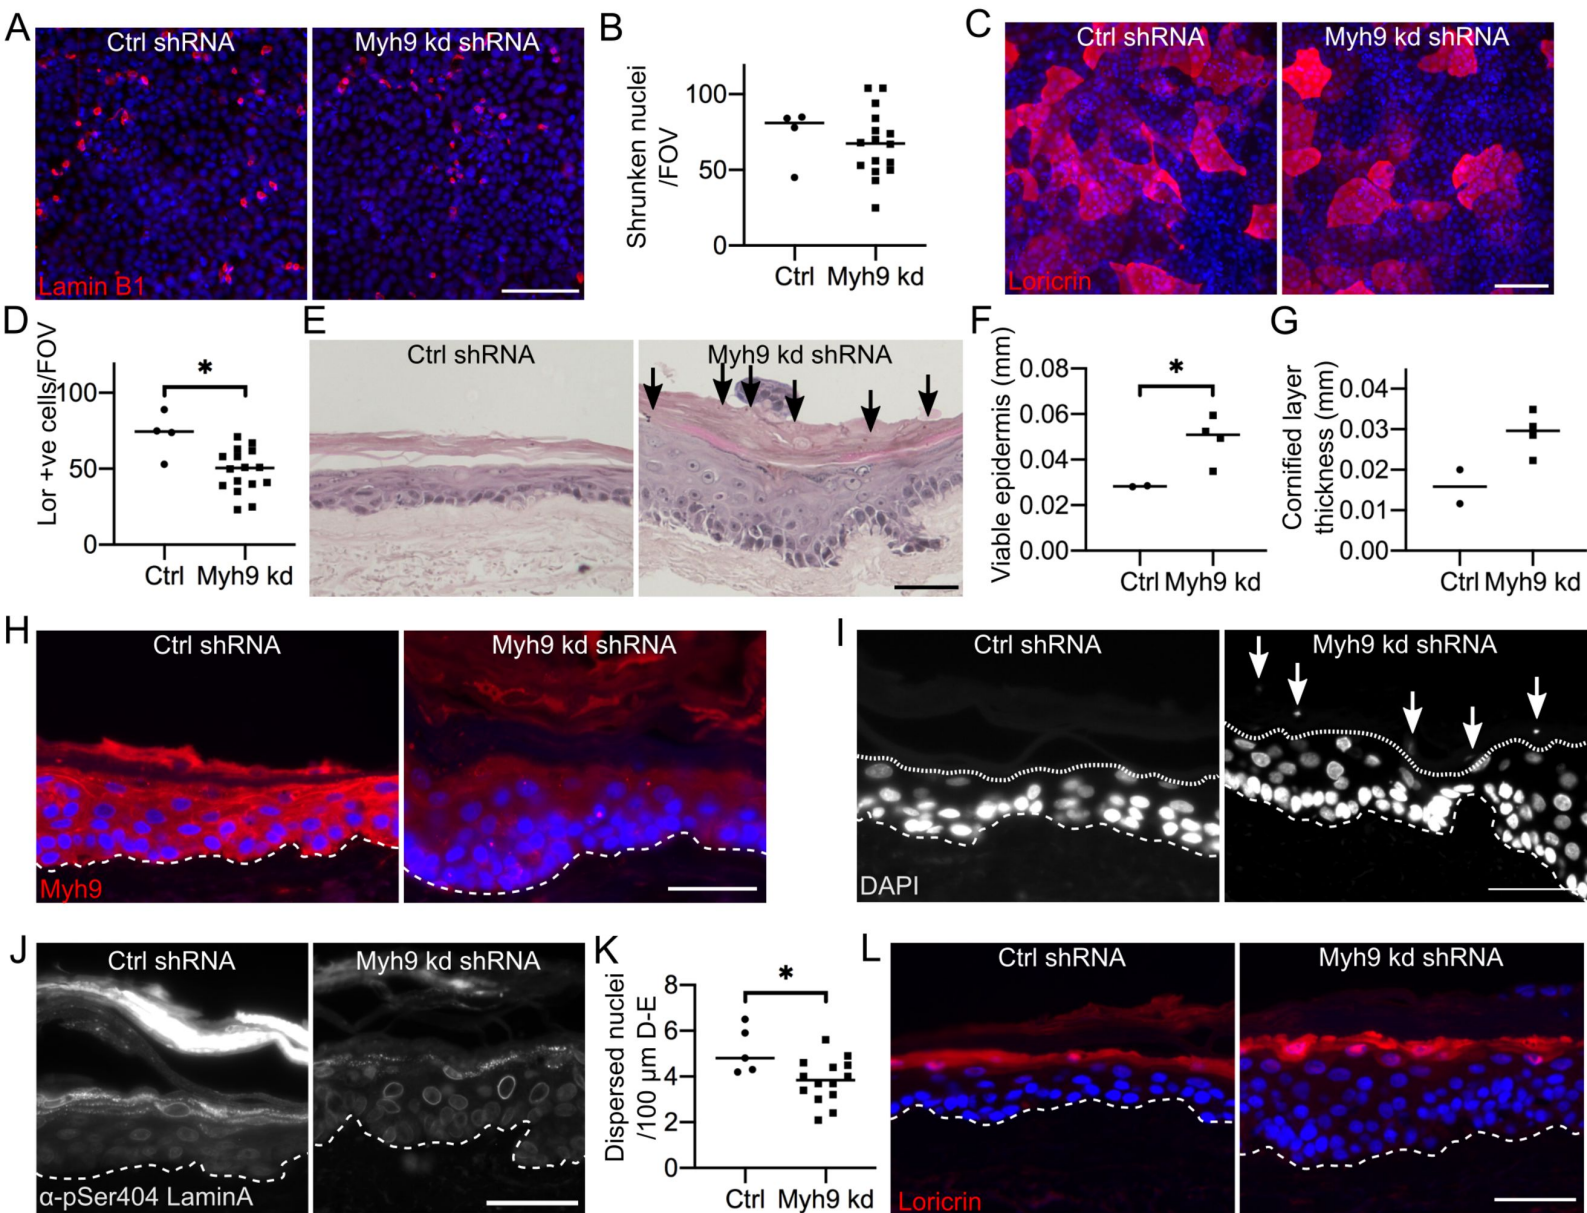 A
Ctrl shRNA
Myh9 kd shRNA
Lamin B1
B
Shrunken nuclei
/FOV
100
50
0
Ctrl
Myh9 kd
C
Ctrl shRNA
Myh9 kd shRNA
Loricrin
D
Lor +ve cells/FOV
100
50
0
*
Ctrl
Myh9 kd
E
Ctrl shRNA
Myh9 kd shRNA
F
Viable epidermis (mm)
0.08
0.06
0.04
0.02
0.00
*
Ctrl
Myh9 kd
G
Cornified layer
thickness (mm)
0.04
0.03
0.02
0.01
0.00
Ctrl
Myh9 kd
H
Ctrl shRNA
Myh9 kd shRNA
Myh9
I
Ctrl shRNA
Myh9 kd shRNA
DAPI
J
Ctrl shRNA
Myh9 kd shRNA
α-pSer404 LaminA
K
Dispersed nuclei
/100 µm D-E
8
6
4
2
0
*
Ctrl
Myh9 kd
L
Ctrl shRNA
Myh9 kd shRNA
Loricrin